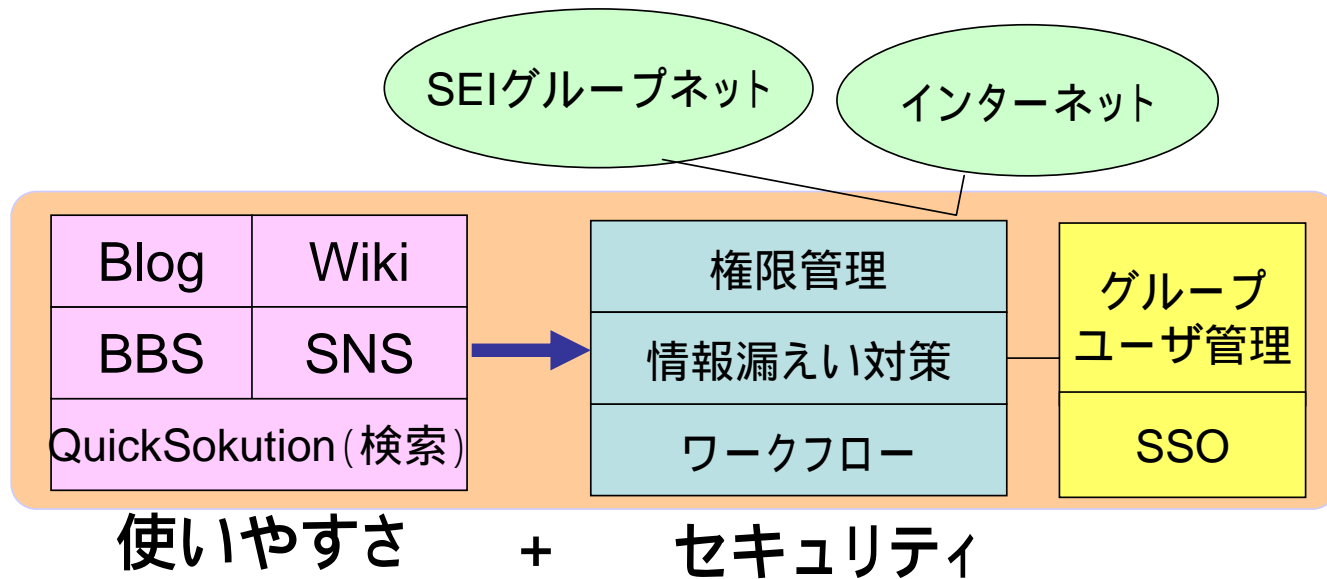 SEIグループネット
インターネット
Blog
Wiki
BBS
SNS
QuickSokution(検索)
権限管理
情報漏えい対策
ワークフロー
グループ
ユーザ管理
SSO
使いやすさ + セキュリティ